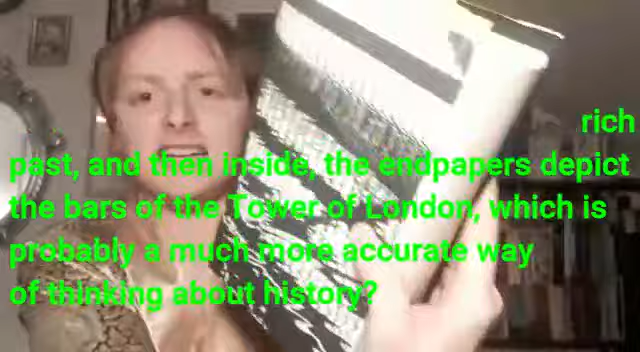 rich
past, and then inside, the endpapers depict
the bars of the Tower of London, which is
probably a much more accurate way
of thinking about history?